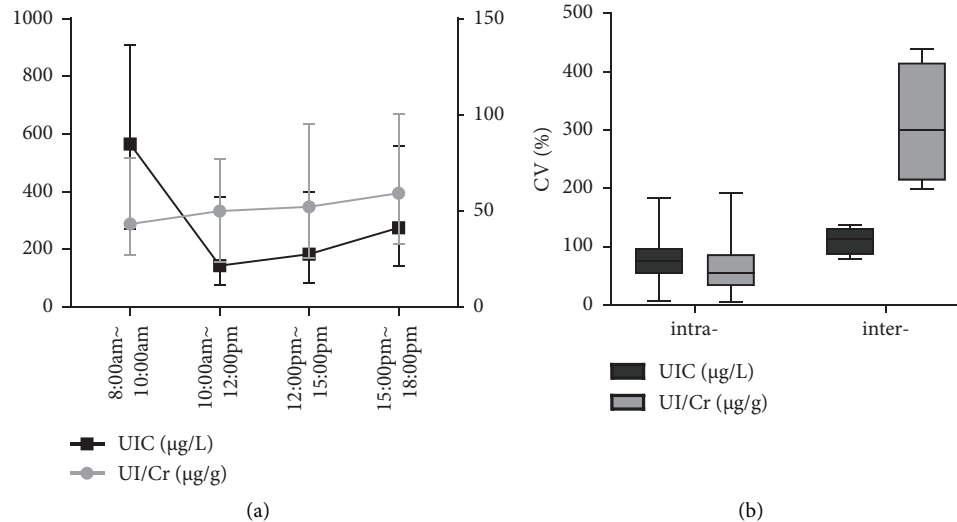 1000
800
600
400
200
0
150
100
50
0
8:00am~
10:00am
10:00am~
12:00pm
12:00pm~
15:00pm
15:00pm~
18:00pm
UIC (µg/L)
UI/Cr (µg/g)
(a)
CV (%)
500
400
300
200
100
0
intra-
inter-
UIC (µg/L)
UI/Cr (µg/g)
(b)